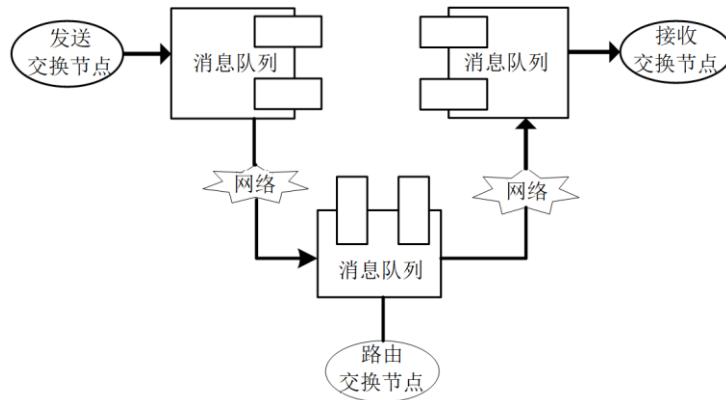 发送
交换节点
消息队列
消息队列
接收
交换节点
网络
网络
消息队列
路由
交换节点